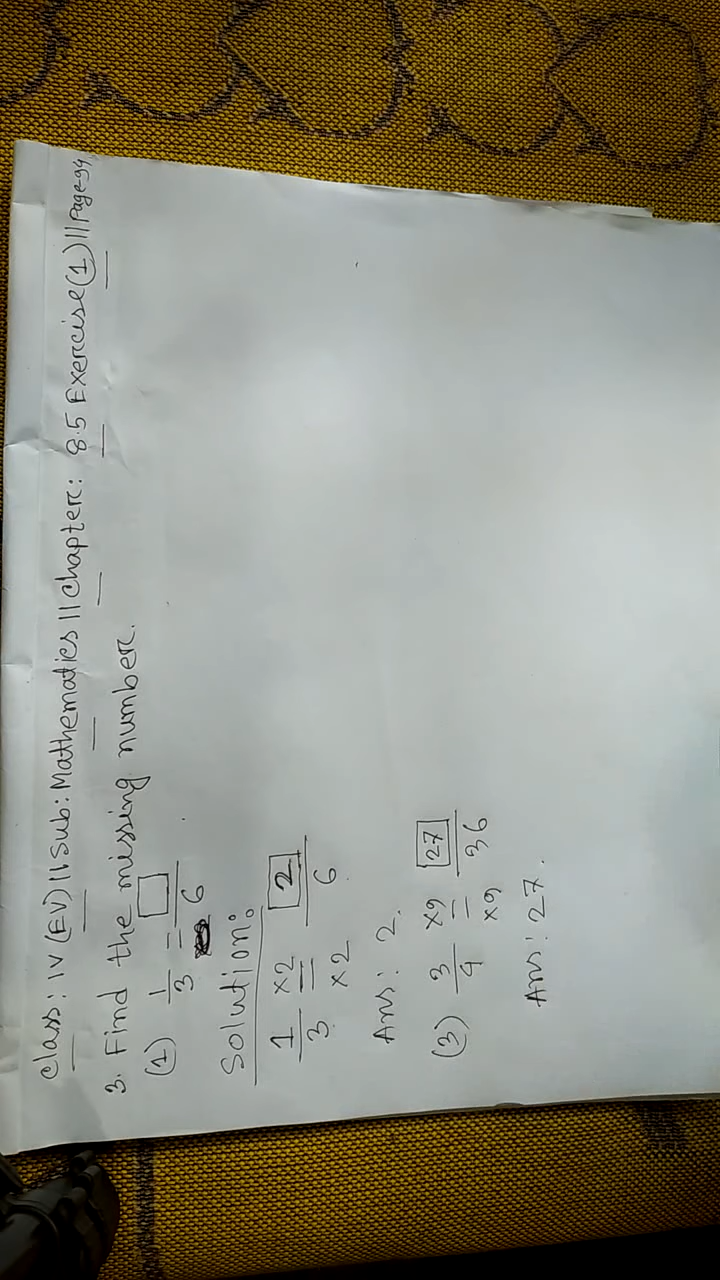 Class: IV (EV) || Sub: Mathematics || Chapter: 8.5 Exercise (1) || Page-94
3. Find the missing number.
(1) 1/3 = □/6
Solution:
1/3 ×2/×2 = 2/6
Ans: 2.
(3) 3/4 ×9/×9 = 27/36
Ans: 27.